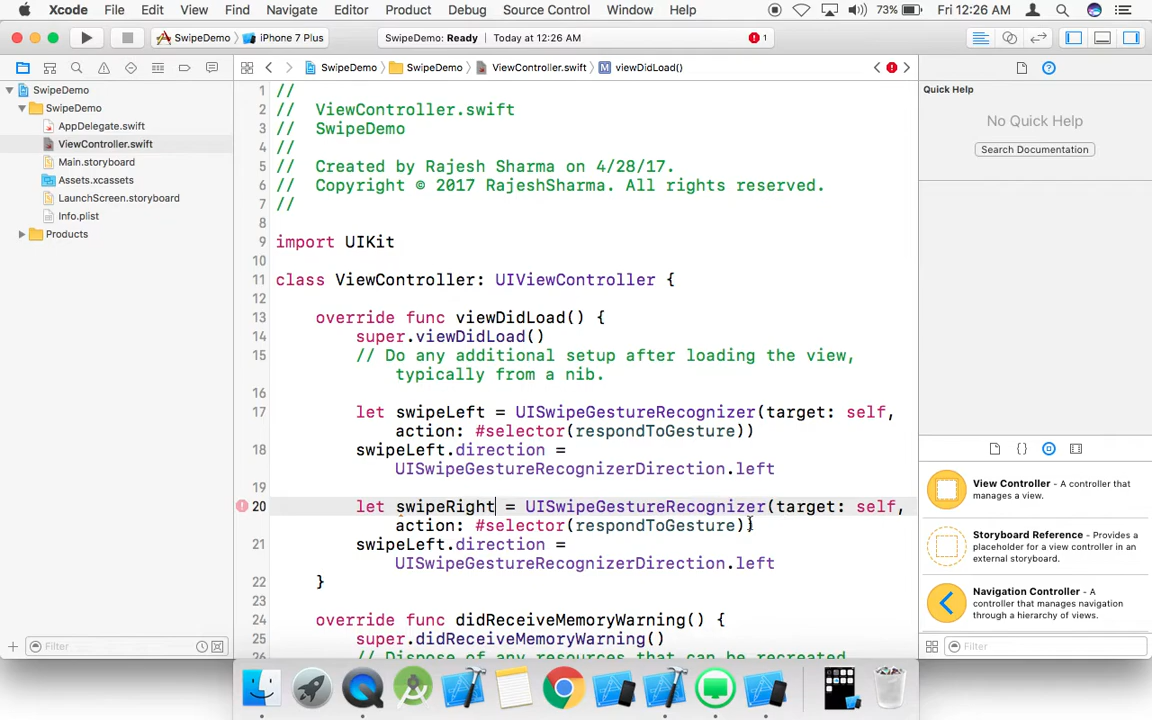 Xcode File Edit View Find Navigate Editor Product Debug Source Control Window Help 73% Fri 12:26 AM
SwipeDemo iPhone 7 Plus SwipeDemo: Ready Today at 12:26 AM 1
SwipeDemo SwipeDemo ViewController.swift M viewDidLoad()
SwipeDemo
SwipeDemo
AppDelegate.swift
ViewController.swift
Main.storyboard
Assets.xcassets
LaunchScreen.storyboard
Info.plist
Products
Filter
1 //
2 // ViewController.swift
3 // SwipeDemo
4 //
5 // Created by Rajesh Sharma on 4/28/17.
6 // Copyright © 2017 RajeshSharma. All rights reserved.
7 //
8
9 import UIKit
10
11 class ViewController: UIViewController {
12
13 override func viewDidLoad() {
14 super.viewDidLoad()
15 // Do any additional setup after loading the view,
typically from a nib.
16
17 let swipeLeft = UISwipeGestureRecognizer(target: self,
action: #selector(respondToGesture))
18 swipeLeft.direction =
UISwipeGestureRecognizerDirection.left
19
20 let swipeRight = UISwipeGestureRecognizer(target: self,
action: #selector(respondToGesture))
21 swipeLeft.direction =
UISwipeGestureRecognizerDirection.left
22 }
23
24 override func didReceiveMemoryWarning() {
25 super.didReceiveMemoryWarning()
26 // Dispose of any resources that can be recreated
Quick Help
No Quick Help
Search Documentation
View Controller - A controller that
manages a view.
Storyboard Reference - Provides a
placeholder for a view controller in an
external storyboard.
Navigation Controller - A
controller that manages navigation
through a hierarchy of views.
Filter